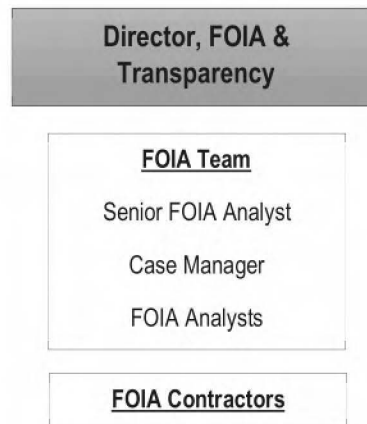 Director, FOIA &
Transparency
FOIA Team
Senior FOIA Analyst
Case Manager
FOIA Analysts
FOIA Contractors